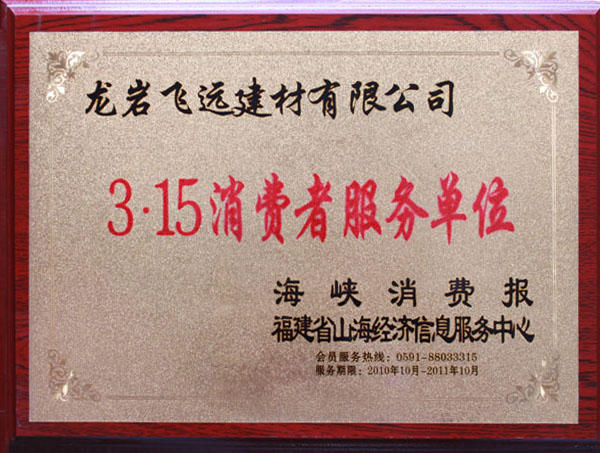 龙岩飞远建材有限公司
3·15消费者服务单位
海峡消费报
福建省山海经济信息服务中心
会员服务热线：0591-88033315
服务期限：2010年10月-2011年10月